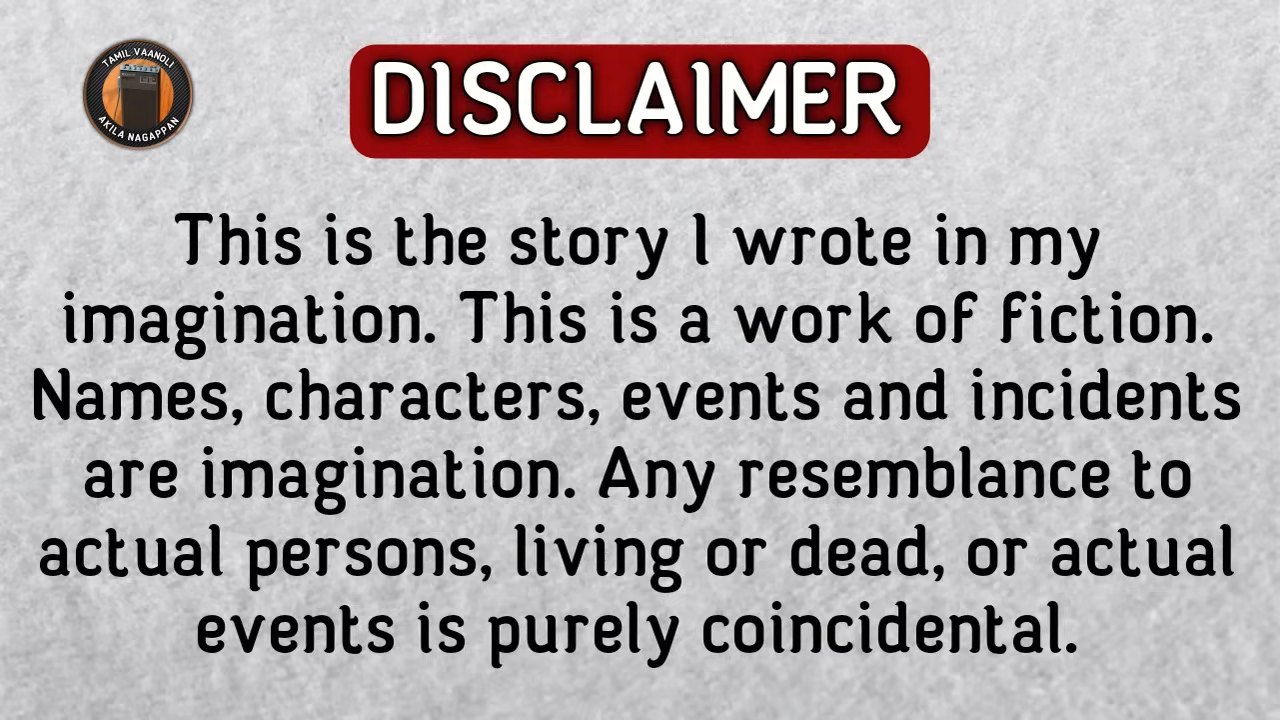 TAMIL VAANOLI
AKILA NAGAPPAN
DISCLAIMER
This is the story I wrote in my
imagination. This is a work of fiction.
Names, characters, events and incidents
are imagination. Any resemblance to
actual persons, living or dead, or actual
events is purely coincidental.